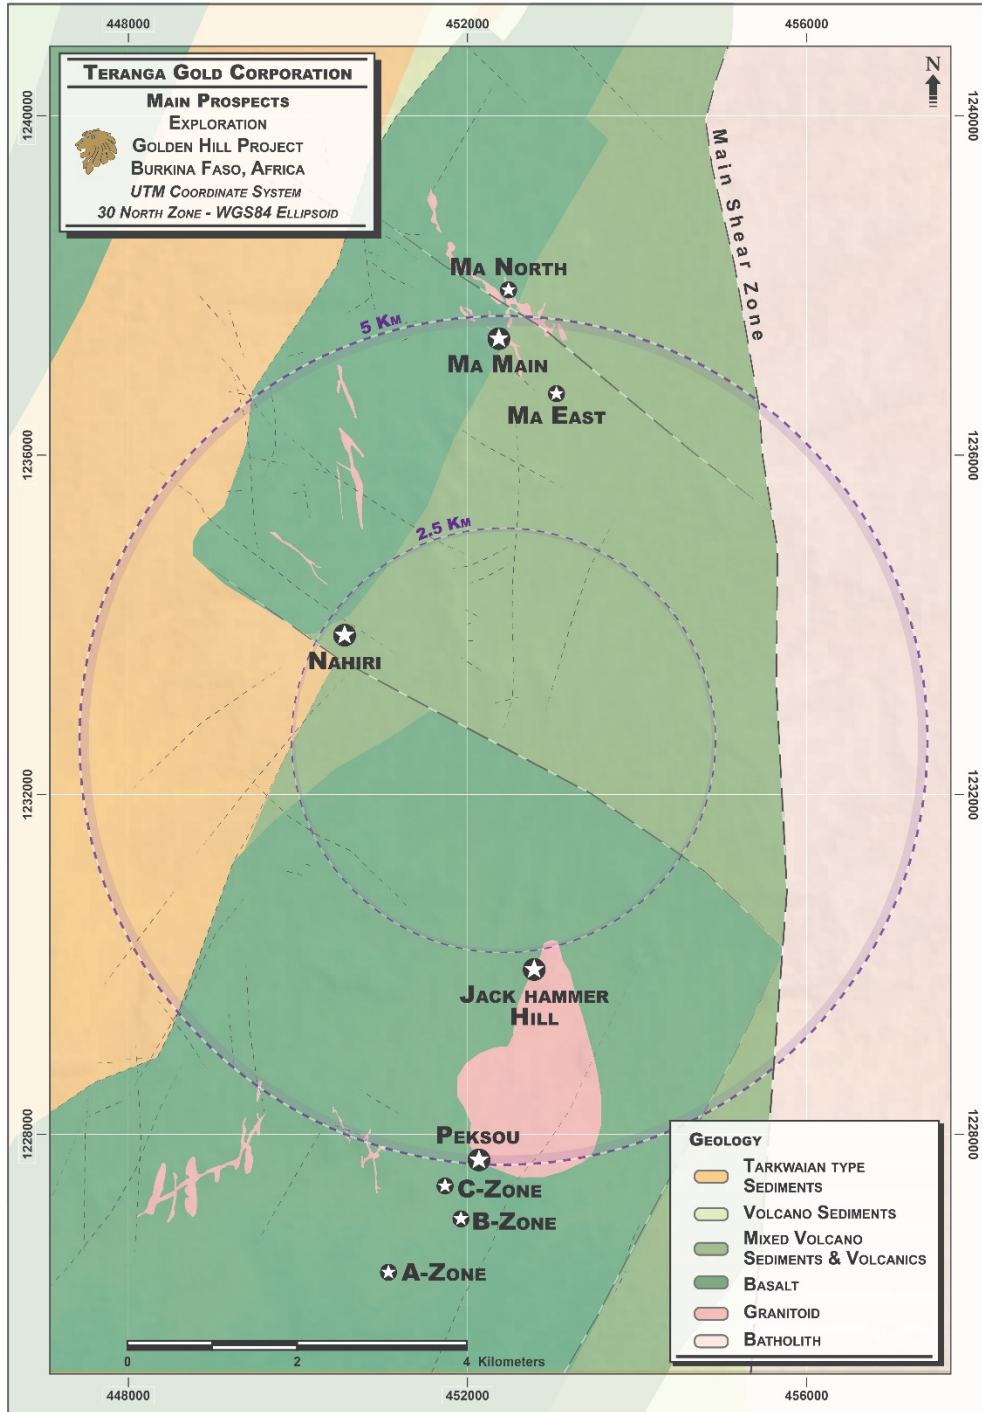 448000
452000
456000
TERANGA GOLD CORPORATION
MAIN PROSPECTS
EXPLORATION
GOLDEN HILL PROJECT
BURKINA FASO, AFRICA
UTM COORDINATE SYSTEM
30 NORTH ZONE - WGS84 ELLIPSOID
N
1240000
1240000
Main Shear Zone
MA NORTH
5 KM
MA MAIN
MA EAST
1236000
1236000
2.5 KM
NAHIRI
1232000
1232000
JACK HAMMER
HILL
1228000
1228000
PEKSOU
C-ZONE
B-ZONE
A-ZONE
GEOLOGY
TARKWAIAN TYPE
SEDIMENTS
VOLCANO SEDIMENTS
MIXED VOLCANO
SEDIMENTS & VOLCANICS
BASALT
GRANITOID
BATHOLITH
0 2 4 Kilometers
448000
452000
456000